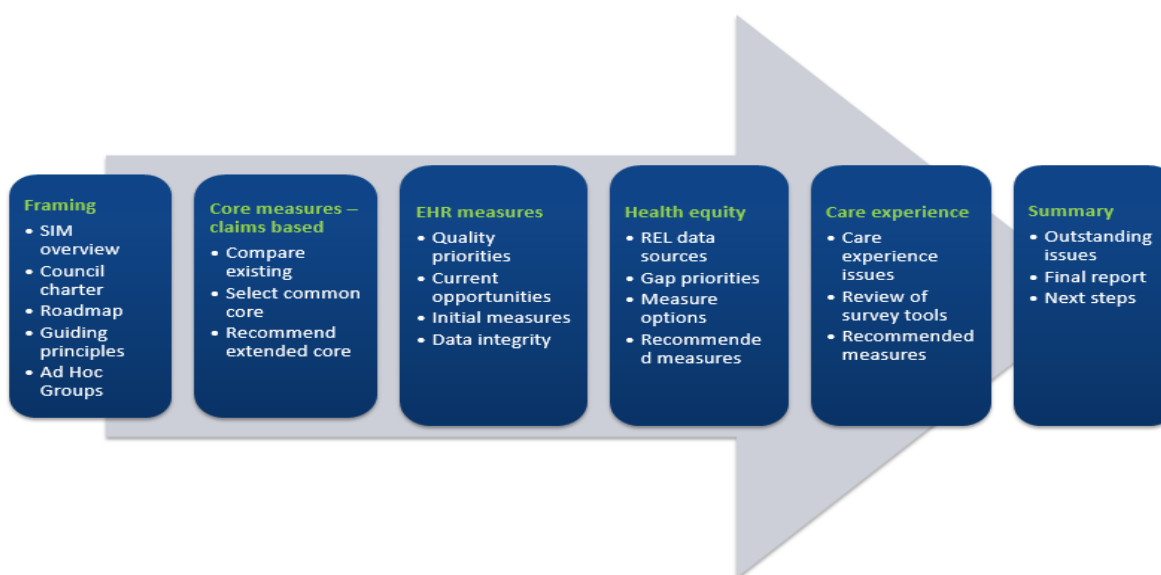 Framing
• SIM
overview
• Council
charter
• Roadmap
• Guiding
principles
• Ad Hoc
Groups
Core measures –
claims based
• Compare
existing
• Select common
core
• Recommend
extended core
EHR measures
• Quality
priorities
• Current
opportunities
• Initial measures
• Data integrity
Health equity
• REL data
sources
• Gap priorities
• Measure
options
• Recommende
d measures
Care experience
• Care
experience
issues
• Review of
survey tools
• Recommended
measures
Summary
• Outstanding
issues
• Final report
• Next steps